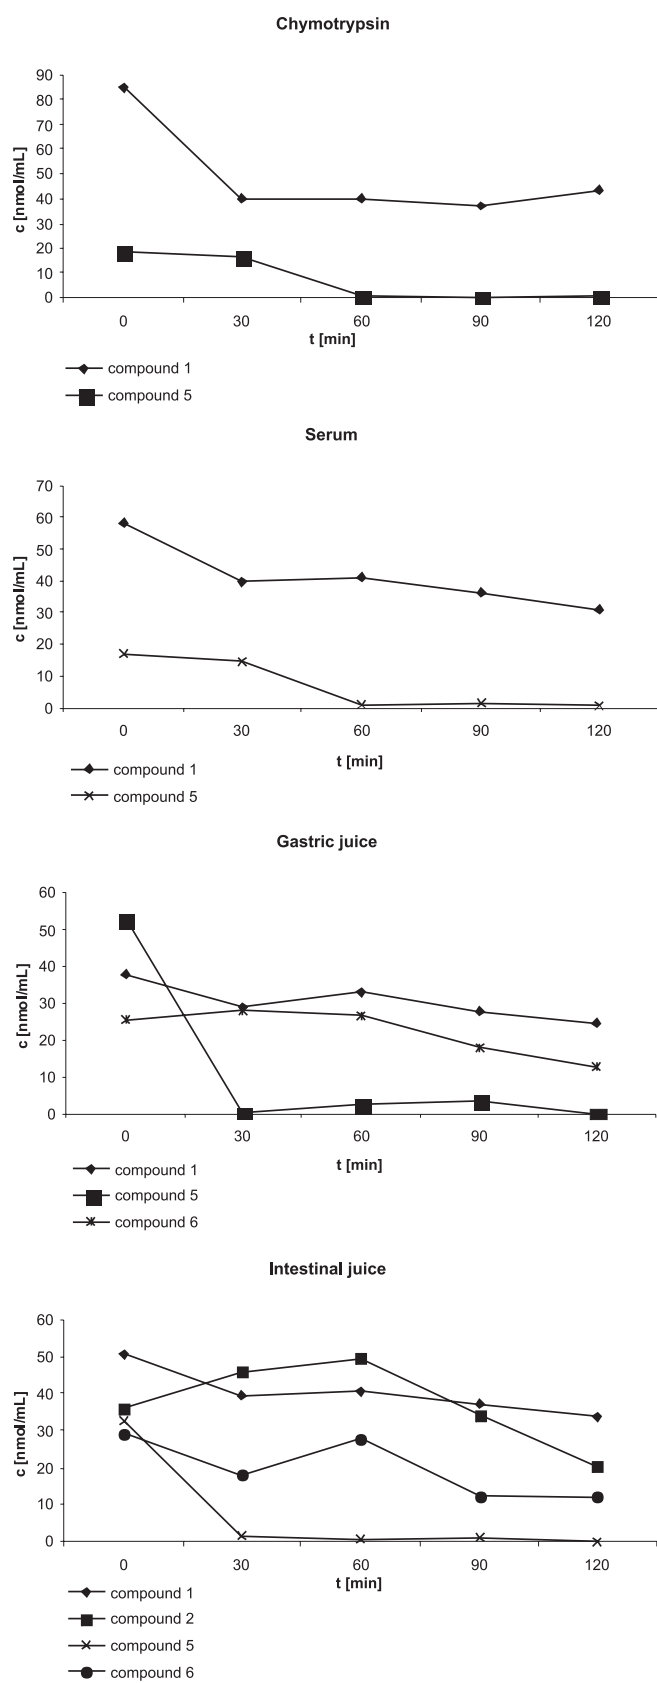 Chymotrypsin
90
80
70
60
50
40
30
20
10
0
c [nmol/mL]
0 30 60 90 120
t [min]
compound 1
compound 5
Serum
70
60
50
40
30
20
10
0
c [nmol/mL]
0 30 60 90 120
t [min]
compound 1
compound 5
Gastric juice
60
50
40
30
20
10
0
c [nmol/mL]
0 30 60 90 120
t [min]
compound 1
compound 5
compound 6
Intestinal juice
60
50
40
30
20
10
0
c [nmol/mL]
0 30 60 90 120
t [min]
compound 1
compound 2
compound 5
compound 6